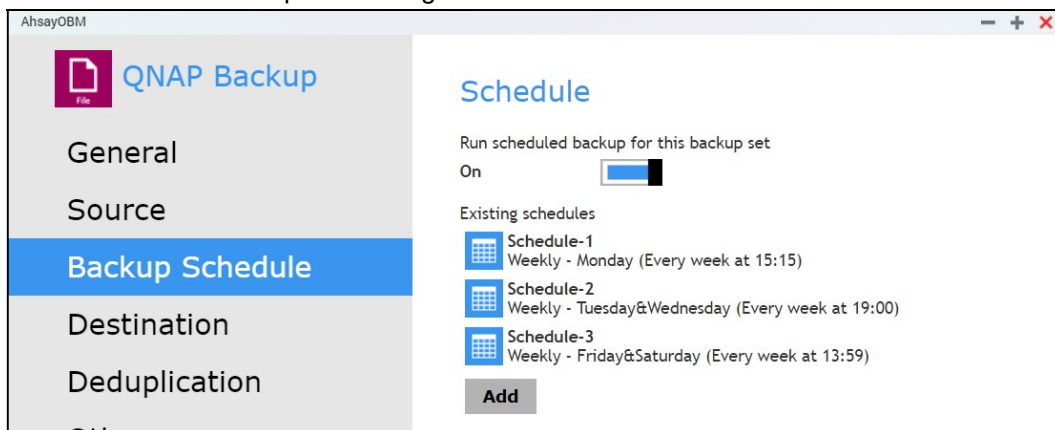 AhsayOBM
File
QNAP Backup
General
Source
Backup Schedule
Destination
Deduplication
Schedule
Run scheduled backup for this backup set
On
Existing schedules
Schedule-1
Weekly - Monday (Every week at 15:15)
Schedule-2
Weekly - Tuesday&Wednesday (Every week at 19:00)
Schedule-3
Weekly - Friday&Saturday (Every week at 13:59)
Add